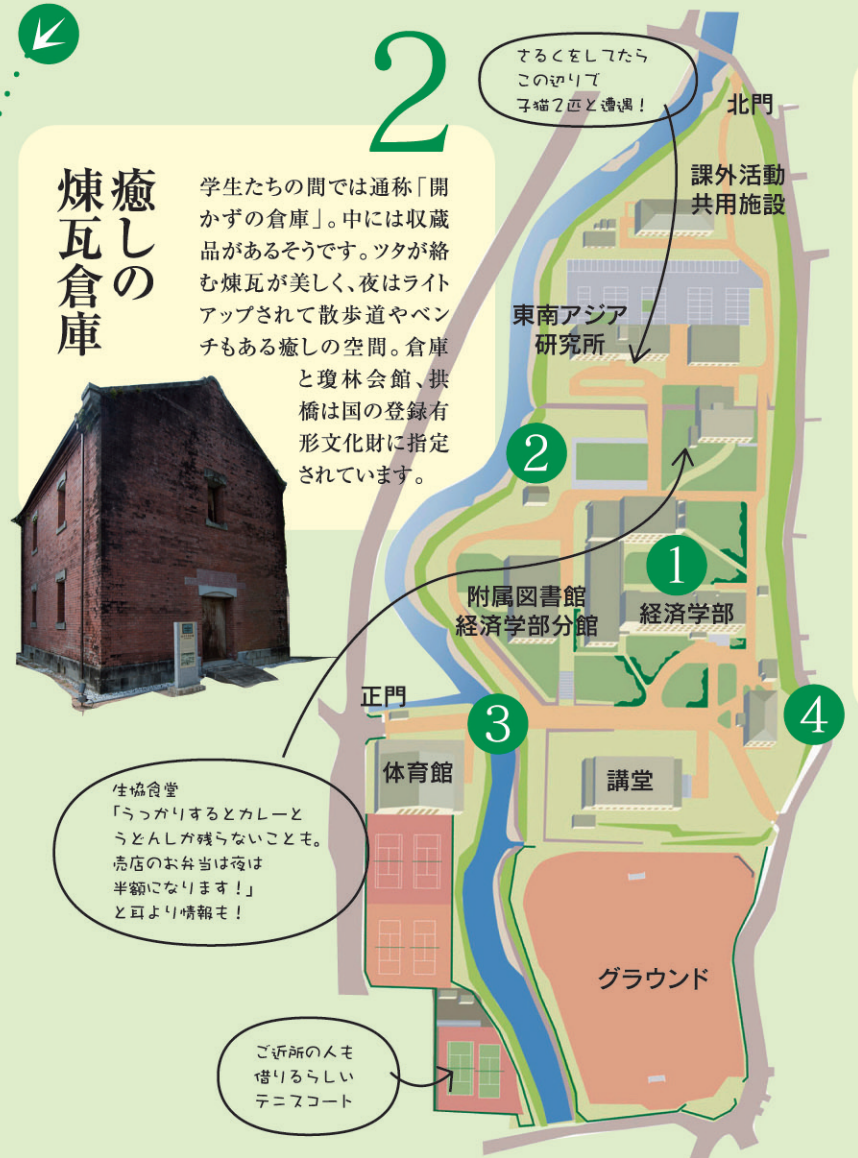 2
癒しの
煉瓦倉庫
学生たちの間では通称「開
かずの倉庫」。中には収蔵
品があるそうです。ツタが絡
む煉瓦が美しく、夜はライト
アップされて散歩道やベン
チもある癒しの空間。倉庫
と瓊林会館、拱
橋は国の登録有
形文化財に指定
されています。
さるくをしてたら
この辺りで
子猫2匹と遭遇!
北門
課外活動
共用施設
東南アジア
研究所
2
1
附属図書館
経済学部分館
経済学部
正門
3
4
体育館
講堂
生協食堂
「うっかりするとカレーと
うどんしか残らないことも。
売店のお弁当は夜は
半額になります!」
と耳より情報も!
グラウンド
ご近所の人も
借りるらしい
テニスコート